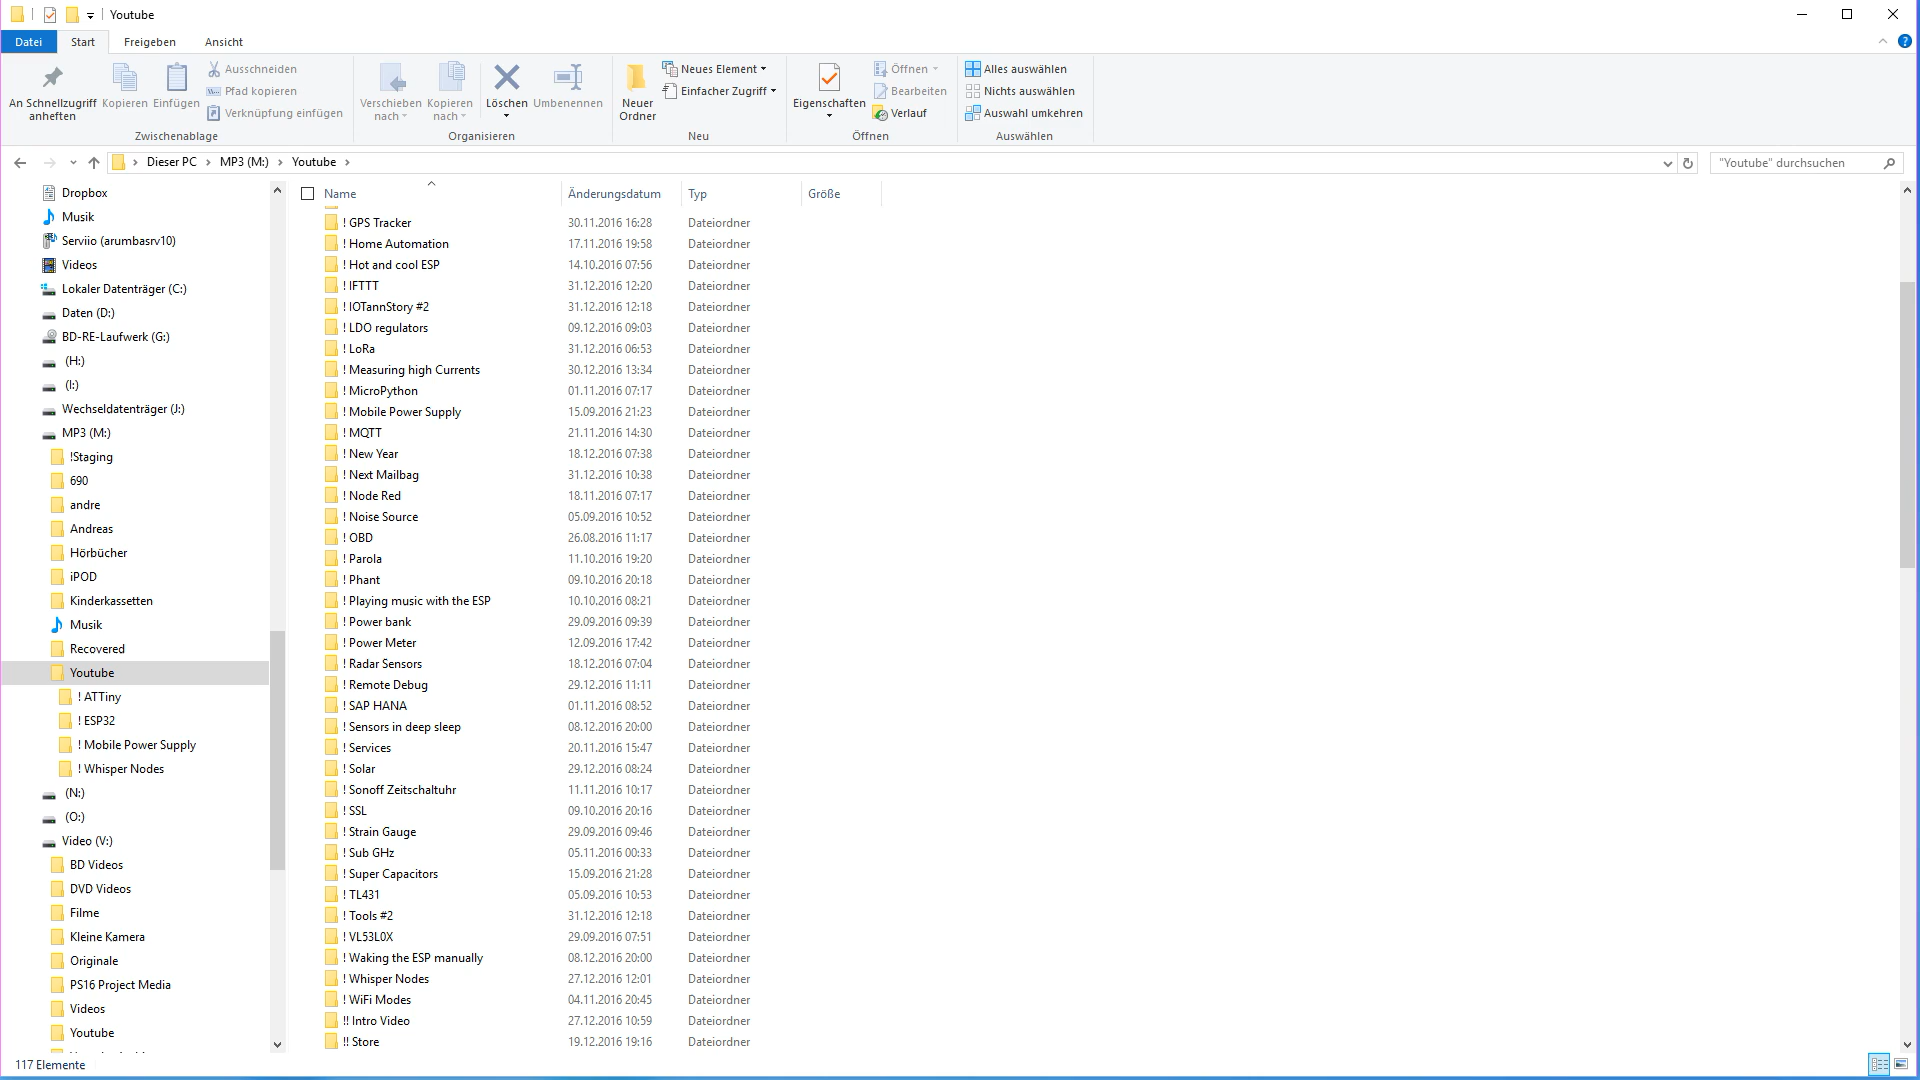 Youtube
Datei Start Freigeben Ansicht
An Schnellzugriff anheften
Kopieren
Einfügen
Ausschneiden
Pfad kopieren
Verknüpfung einfügen
Zwischenablage
Verschieben nach
Kopieren nach
Löschen
Umbenennen
Organisieren
Neuer Ordner
Neues Element
Einfacher Zugriff
Neu
Eigenschaften
Öffnen
Bearbeiten
Verlauf
Öffnen
Alles auswählen
Nichts auswählen
Auswahl umkehren
Auswählen
Dieser PC > MP3 (M:) > Youtube >
"Youtube" durchsuchen
Dropbox
Musik
Serviio (arumbasrv10)
Videos
Lokaler Datenträger (C:)
Daten (D:)
BD-RE-Laufwerk (G:)
(H:)
(I:)
Wechseldatenträger (J:)
MP3 (M:)
!Staging
690
andre
Andreas
Hörbücher
iPOD
Kinderkassetten
Musik
Recovered
Youtube
! ATTiny
! ESP32
! Mobile Power Supply
! Whisper Nodes
(N:)
(O:)
Video (V:)
BD Videos
DVD Videos
Filme
Kleine Kamera
Originale
PS16 Project Media
Videos
Youtube
Name Änderungsdatum Typ Größe
! GPS Tracker 30.11.2016 16:28 Dateiordner
! Home Automation 17.11.2016 19:58 Dateiordner
! Hot and cool ESP 14.10.2016 07:56 Dateiordner
! IFTTT 31.12.2016 12:20 Dateiordner
! IOTannStory #2 31.12.2016 12:18 Dateiordner
! LDO regulators 09.12.2016 09:03 Dateiordner
! LoRa 31.12.2016 06:53 Dateiordner
! Measuring high Currents 30.12.2016 13:34 Dateiordner
! MicroPython 01.11.2016 07:17 Dateiordner
! Mobile Power Supply 15.09.2016 21:23 Dateiordner
! MQTT 21.11.2016 14:30 Dateiordner
! New Year 18.12.2016 07:38 Dateiordner
! Next Mailbag 31.12.2016 10:38 Dateiordner
! Node Red 18.11.2016 07:17 Dateiordner
! Noise Source 05.09.2016 10:52 Dateiordner
! OBD 26.08.2016 11:17 Dateiordner
! Parola 11.10.2016 19:20 Dateiordner
! Phant 09.10.2016 20:18 Dateiordner
! Playing music with the ESP 10.10.2016 08:21 Dateiordner
! Power bank 29.09.2016 09:39 Dateiordner
! Power Meter 12.09.2016 17:42 Dateiordner
! Radar Sensors 18.12.2016 07:04 Dateiordner
! Remote Debug 29.12.2016 11:11 Dateiordner
! SAP HANA 01.11.2016 08:52 Dateiordner
! Sensors in deep sleep 08.12.2016 20:00 Dateiordner
! Services 20.11.2016 15:47 Dateiordner
! Solar 29.12.2016 08:24 Dateiordner
! Sonoff Zeitschaltuhr 11.11.2016 10:17 Dateiordner
! SSL 09.10.2016 20:16 Dateiordner
! Strain Gauge 29.09.2016 09:46 Dateiordner
! Sub GHz 05.11.2016 00:33 Dateiordner
! Super Capacitors 15.09.2016 21:28 Dateiordner
! TL431 05.09.2016 10:53 Dateiordner
! Tools #2 31.12.2016 12:18 Dateiordner
! VL53L0X 29.09.2016 07:51 Dateiordner
! Waking the ESP manually 08.12.2016 20:00 Dateiordner
! Whisper Nodes 27.12.2016 12:01 Dateiordner
! WiFi Modes 04.11.2016 20:45 Dateiordner
!! Intro Video 27.12.2016 10:59 Dateiordner
!! Store 19.12.2016 19:16 Dateiordner
117 Elemente